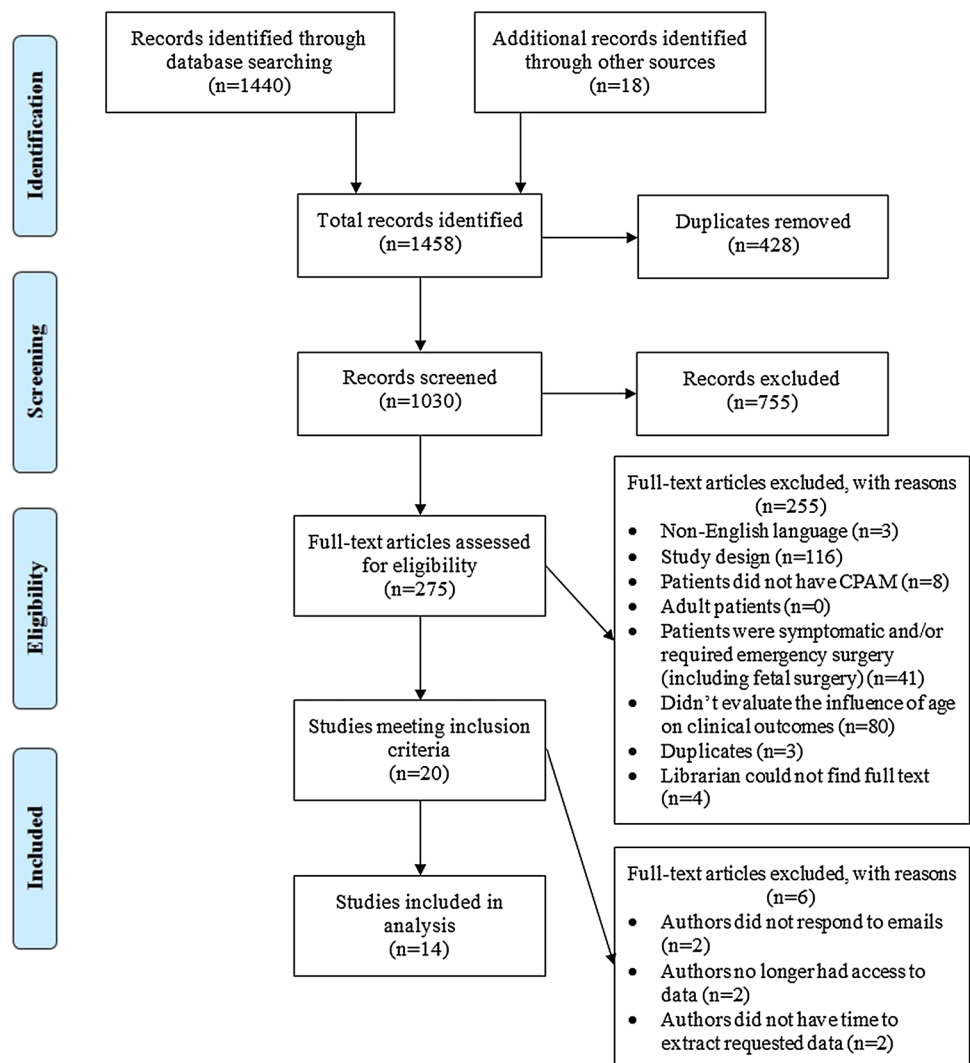 Identification
Records identified through
database searching
(n=1440)
Additional records identified
through other sources
(n=18)
Total records identified
(n=1458)
Duplicates removed
(n=428)
Screening
Records screened
(n=1030)
Records excluded
(n=755)
Eligibility
Full-text articles assessed
for eligibility
(n=275)
Full-text articles excluded, with reasons
(n=255)
• Non-English language (n=3)
• Study design (n=116)
• Patients did not have CPAM (n=8)
• Adult patients (n=0)
• Patients were symptomatic and/or
required emergency surgery
(including fetal surgery) (n=41)
• Didn't evaluate the influence of age
on clinical outcomes (n=80)
• Duplicates (n=3)
• Librarian could not find full text
(n=4)
Studies meeting inclusion
criteria
(n=20)
Included
Studies included in
analysis
(n=14)
Full-text articles excluded, with reasons
(n=6)
• Authors did not respond to emails
(n=2)
• Authors no longer had access to
data (n=2)
• Authors did not have time to
extract requested data (n=2)